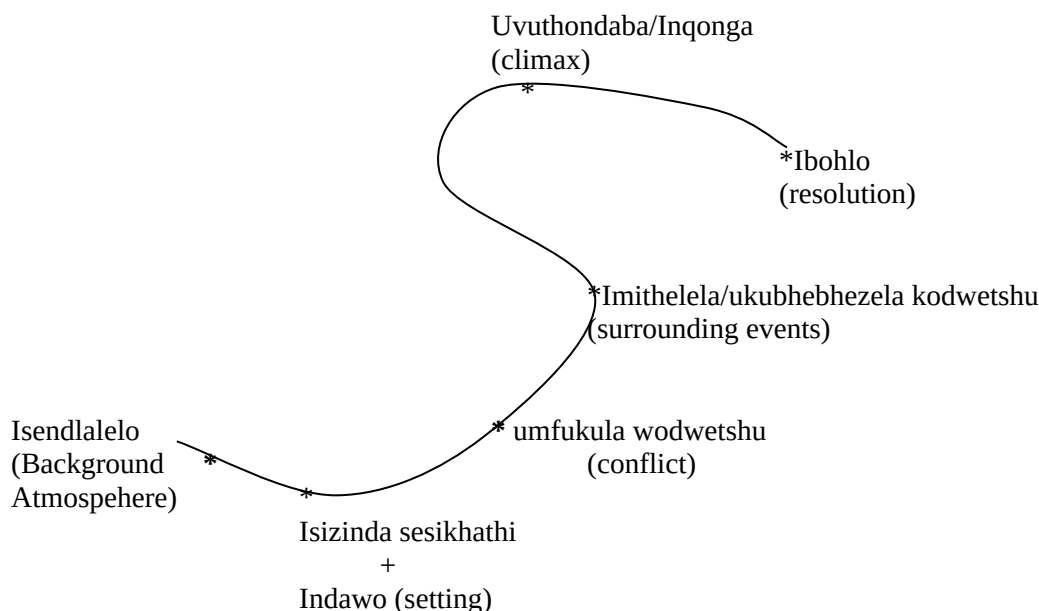 Uvuthondaba/Inqonga
(climax)
*
*Ibohlo
(resolution)
*Imithelela/ukubhebhezela kodwetshu
(surrounding events)
Isendlalelo
(Background
Atmospehere)
*
* umfukula wodwetshu
(conflict)
*
Isizinda sesikhathi
+
Indawo (setting)